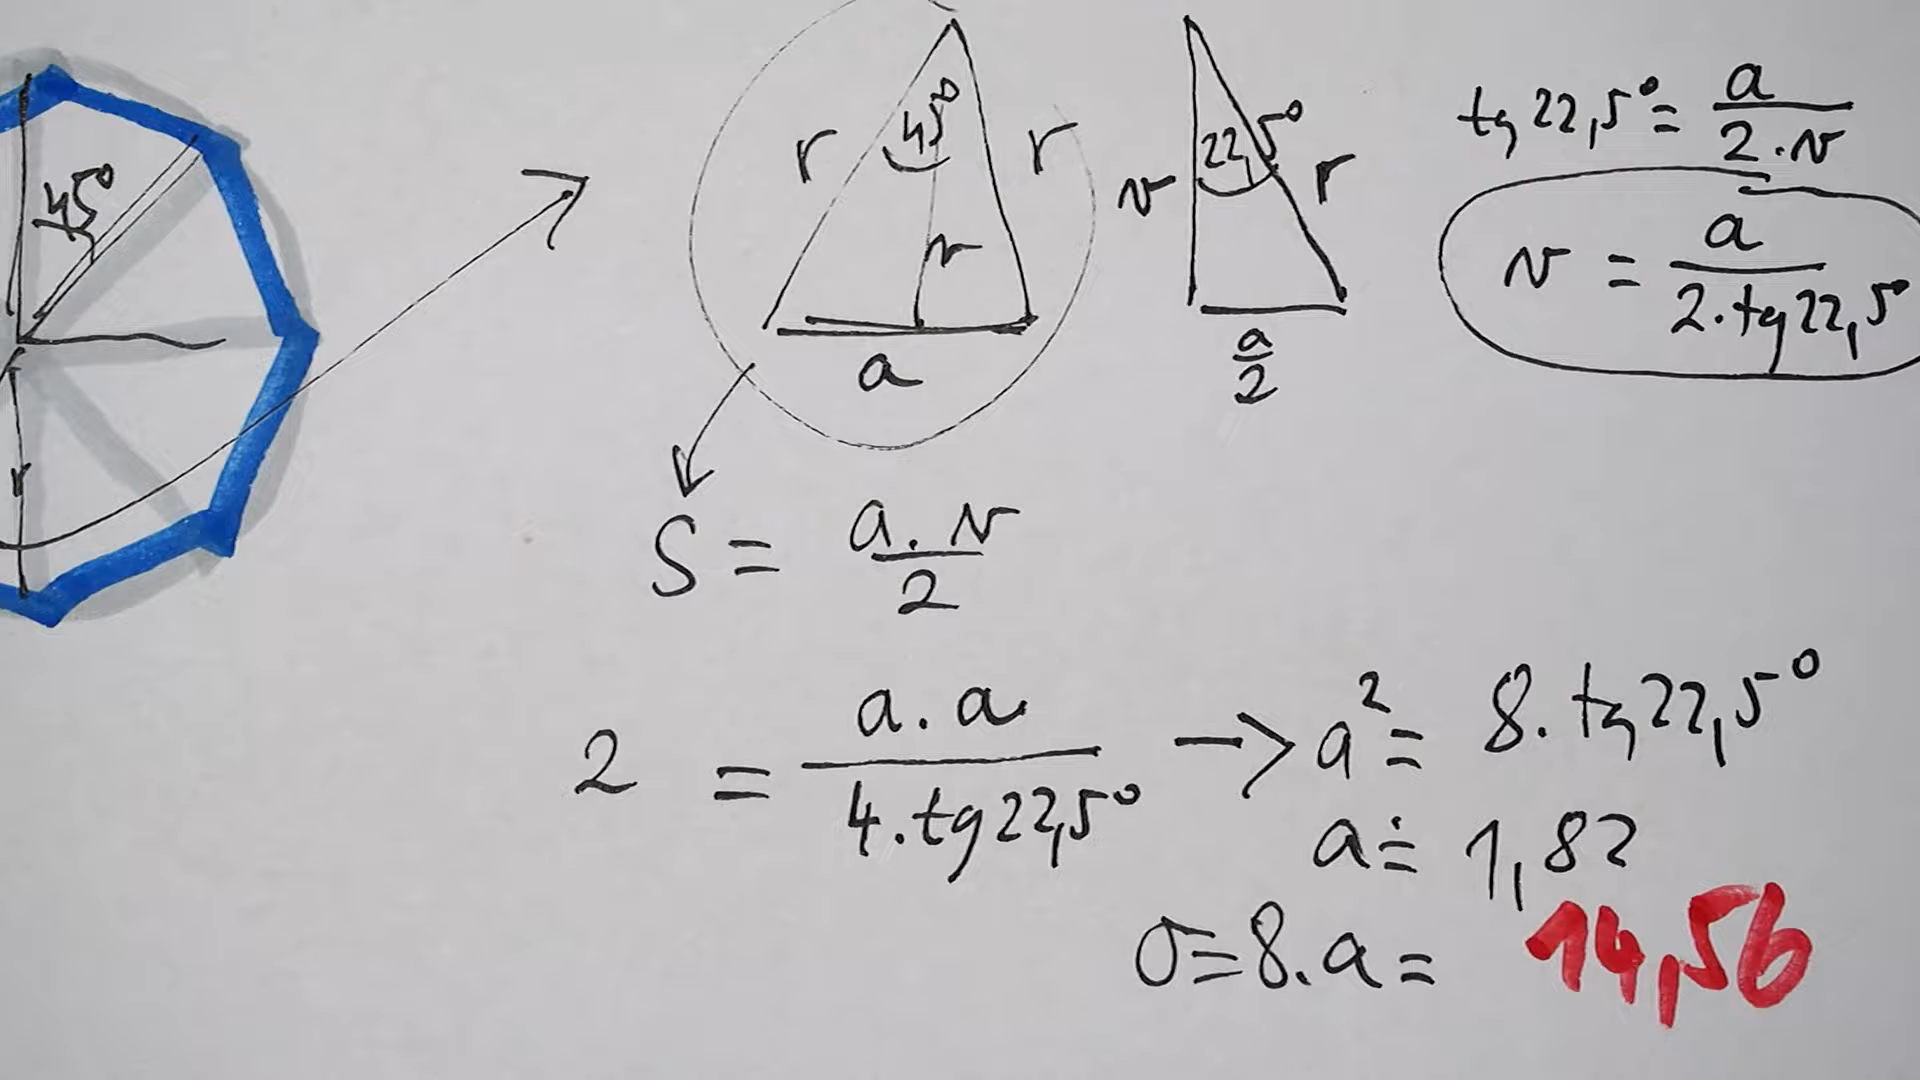 45°
r
45°
r
r
v
a
22,5°
v
r
a/2
tg 22,5° = a/(2.v)
v = a/(2.tg 22,5°)
S = a.v/2
2 = a.a/(4.tg 22,5°) -> a² = 8.tg 22,5°
a ≐ 1,82
σ=8.a= 14,56